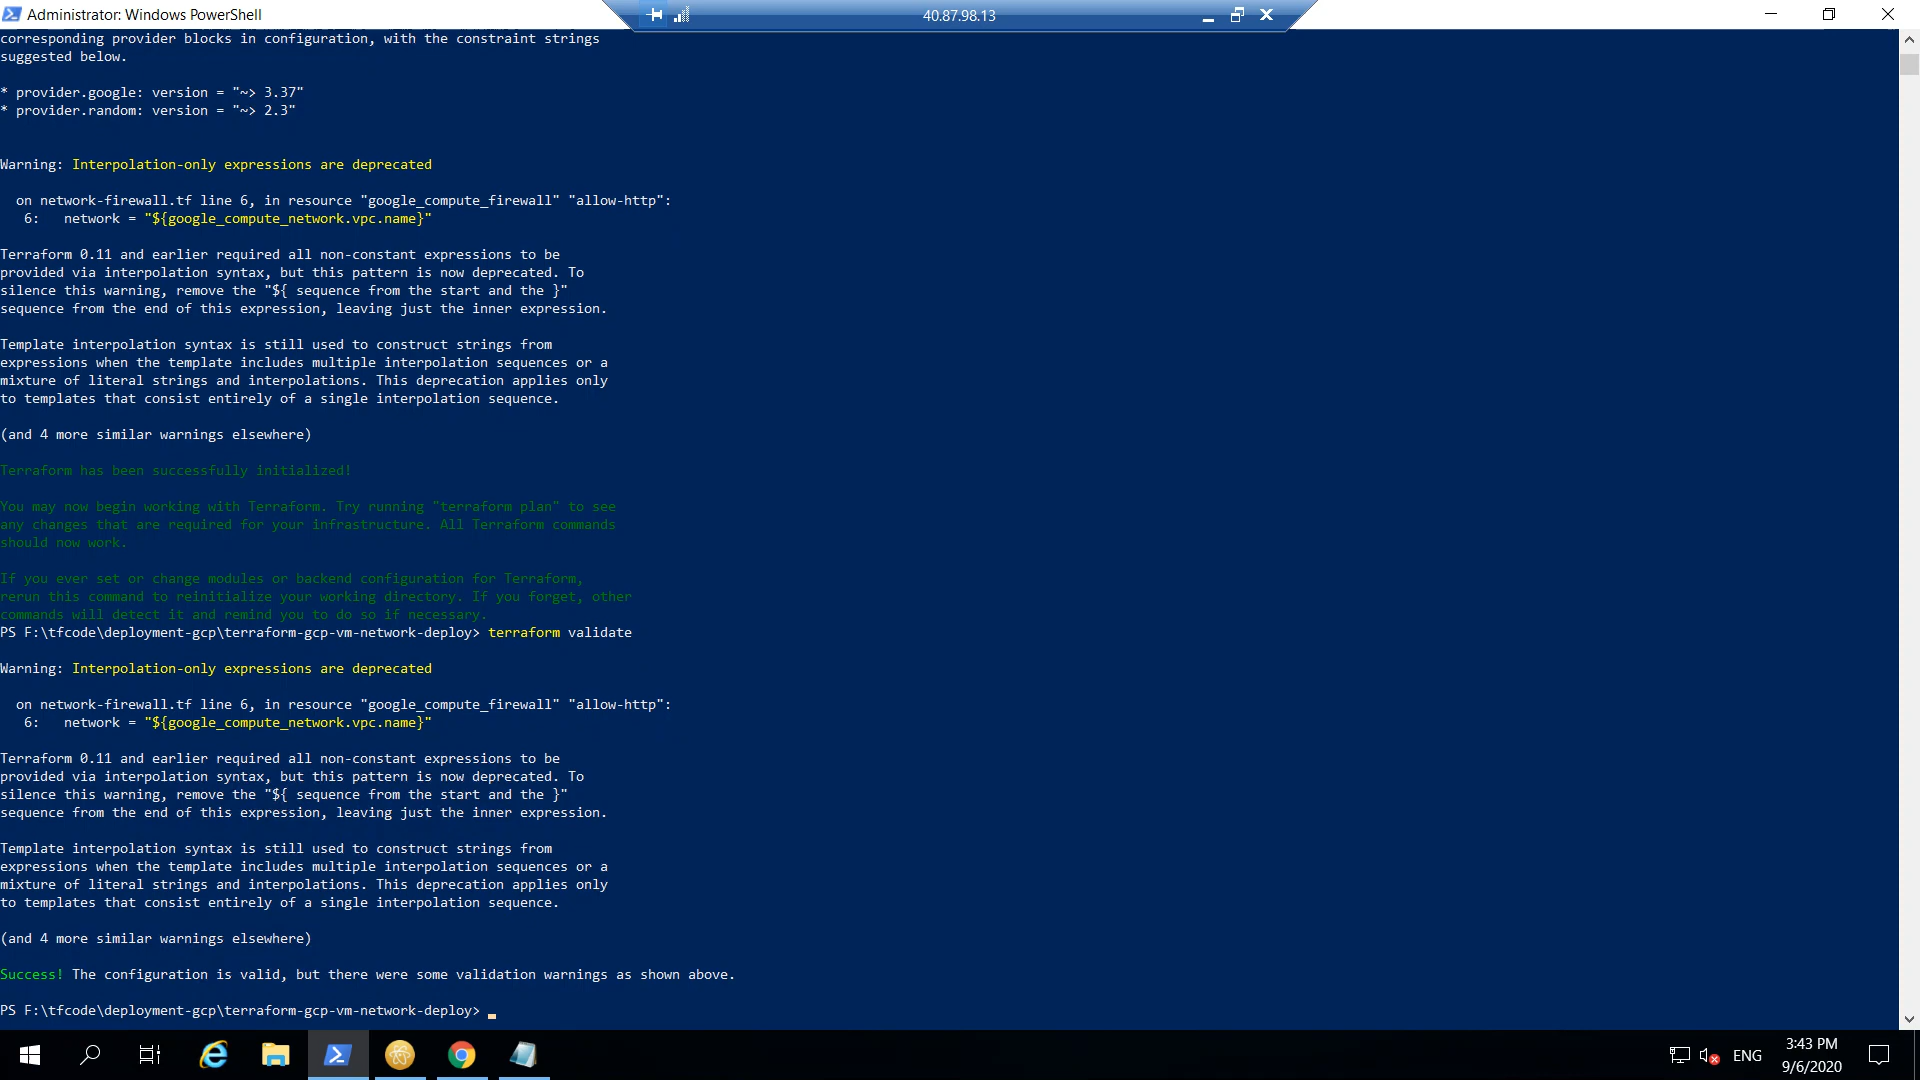 Administrator: Windows PowerShell
40.87.98.13
corresponding provider blocks in configuration, with the constraint strings
suggested below.
* provider.google: version = "~> 3.37"
* provider.random: version = "~> 2.3"
Warning: Interpolation-only expressions are deprecated
on network-firewall.tf line 6, in resource "google_compute_firewall" "allow-http":
6: network = "${google_compute_network.vpc.name}"
Terraform 0.11 and earlier required all non-constant expressions to be
provided via interpolation syntax, but this pattern is now deprecated. To
silence this warning, remove the "${ sequence from the start and the }"
sequence from the end of this expression, leaving just the inner expression.
Template interpolation syntax is still used to construct strings from
expressions when the template includes multiple interpolation sequences or a
mixture of literal strings and interpolations. This deprecation applies only
to templates that consist entirely of a single interpolation sequence.
(and 4 more similar warnings elsewhere)
Terraform has been successfully initialized!
You may now begin working with Terraform. Try running "terraform plan" to see
any changes that are required for your infrastructure. All Terraform commands
should now work.
If you ever set or change modules or backend configuration for Terraform,
rerun this command to reinitialize your working directory. If you forget, other
commands will detect it and remind you to do so if necessary.
PS F:\tfcode\deployment-gcp\terraform-gcp-vm-network-deploy> terraform validate
Warning: Interpolation-only expressions are deprecated
on network-firewall.tf line 6, in resource "google_compute_firewall" "allow-http":
6: network = "${google_compute_network.vpc.name}"
Terraform 0.11 and earlier required all non-constant expressions to be
provided via interpolation syntax, but this pattern is now deprecated. To
silence this warning, remove the "${ sequence from the start and the }"
sequence from the end of this expression, leaving just the inner expression.
Template interpolation syntax is still used to construct strings from
expressions when the template includes multiple interpolation sequences or a
mixture of literal strings and interpolations. This deprecation applies only
to templates that consist entirely of a single interpolation sequence.
(and 4 more similar warnings elsewhere)
Success! The configuration is valid, but there were some validation warnings as shown above.
PS F:\tfcode\deployment-gcp\terraform-gcp-vm-network-deploy>
ENG
3:43 PM
9/6/2020